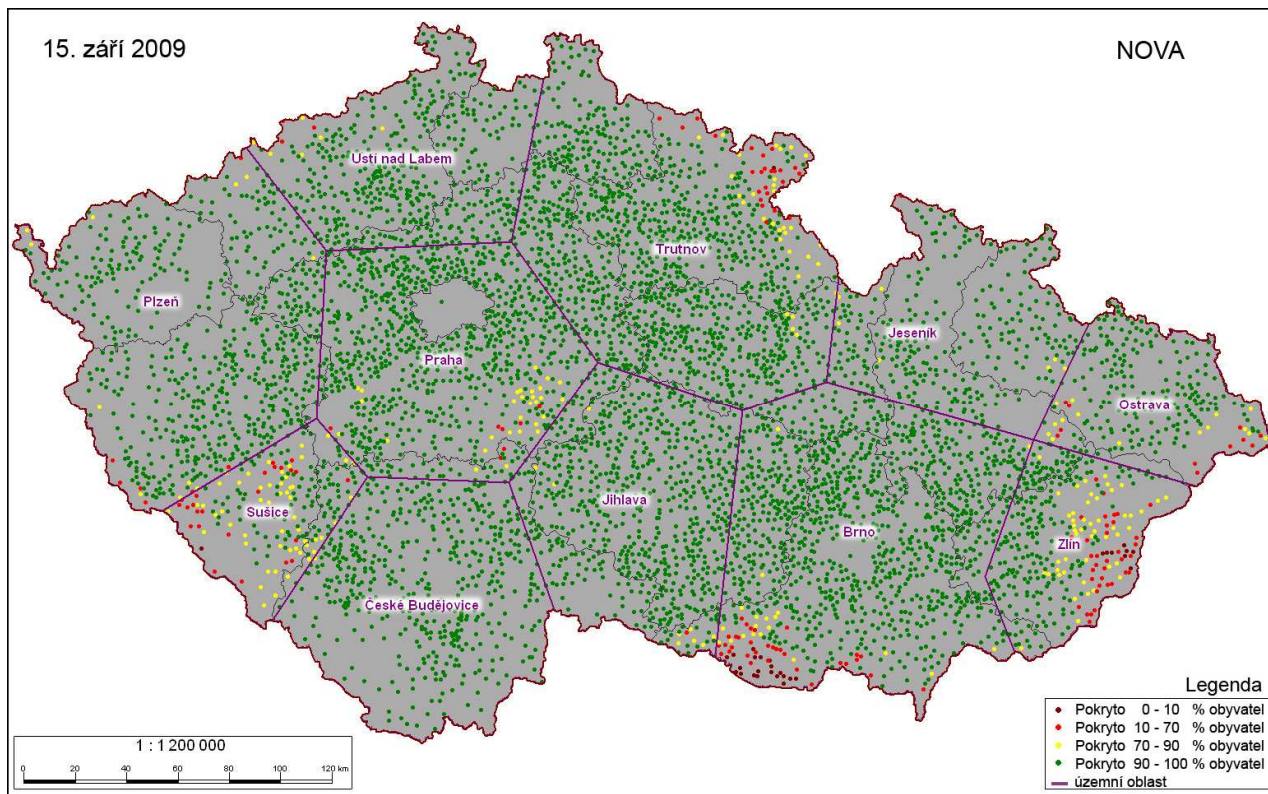 15. září 2009
NOVA
Ústí nad Labem
Trutnov
Plzeň
Jeseník
Praha
Ostrava
Sušice
Jihlava
Brno
Zlín
České Budějovice
Legenda
Pokryto 0 - 10 % obyvatel
Pokryto 10 - 70 % obyvatel
Pokryto 70 - 90 % obyvatel
Pokryto 90 - 100 % obyvatel
územní oblast
1 : 1 200 000
0 20 40 60 80 100 120 km